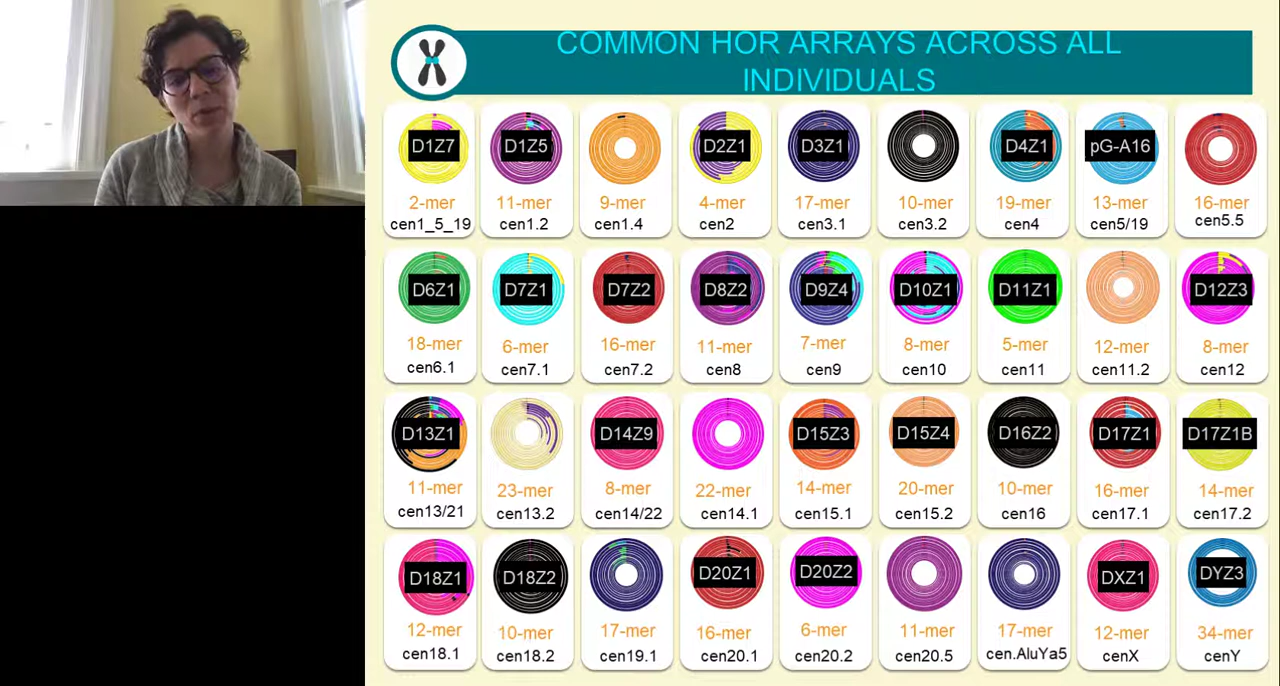 COMMON HOR ARRAYS ACROSS ALL
INDIVIDUALS
D1Z7 D1Z5 D2Z1 D3Z1 D4Z1 pG-A16
2-mer 11-mer 9-mer 4-mer 17-mer 10-mer 19-mer 13-mer 16-mer
cen1_5_19 cen1.2 cen1.4 cen2 cen3.1 cen3.2 cen4 cen5/19 cen5.5
D6Z1 D7Z1 D7Z2 D8Z2 D9Z4 D10Z1 D11Z1 D12Z3
18-mer 6-mer 16-mer 11-mer 7-mer 8-mer 5-mer 12-mer 8-mer
cen6.1 cen7.1 cen7.2 cen8 cen9 cen10 cen11 cen11.2 cen12
D13Z1 D14Z9 D15Z3 D15Z4 D16Z2 D17Z1 D17Z1B
11-mer 23-mer 8-mer 22-mer 14-mer 20-mer 10-mer 16-mer 14-mer
cen13/21 cen13.2 cen14/22 cen14.1 cen15.1 cen15.2 cen16 cen17.1 cen17.2
D18Z1 D18Z2 D20Z1 D20Z2 DXZ1 DYZ3
12-mer 10-mer 17-mer 16-mer 6-mer 11-mer 17-mer 12-mer 34-mer
cen18.1 cen18.2 cen19.1 cen20.1 cen20.2 cen20.5 cen.AluYa5 cenX cenY